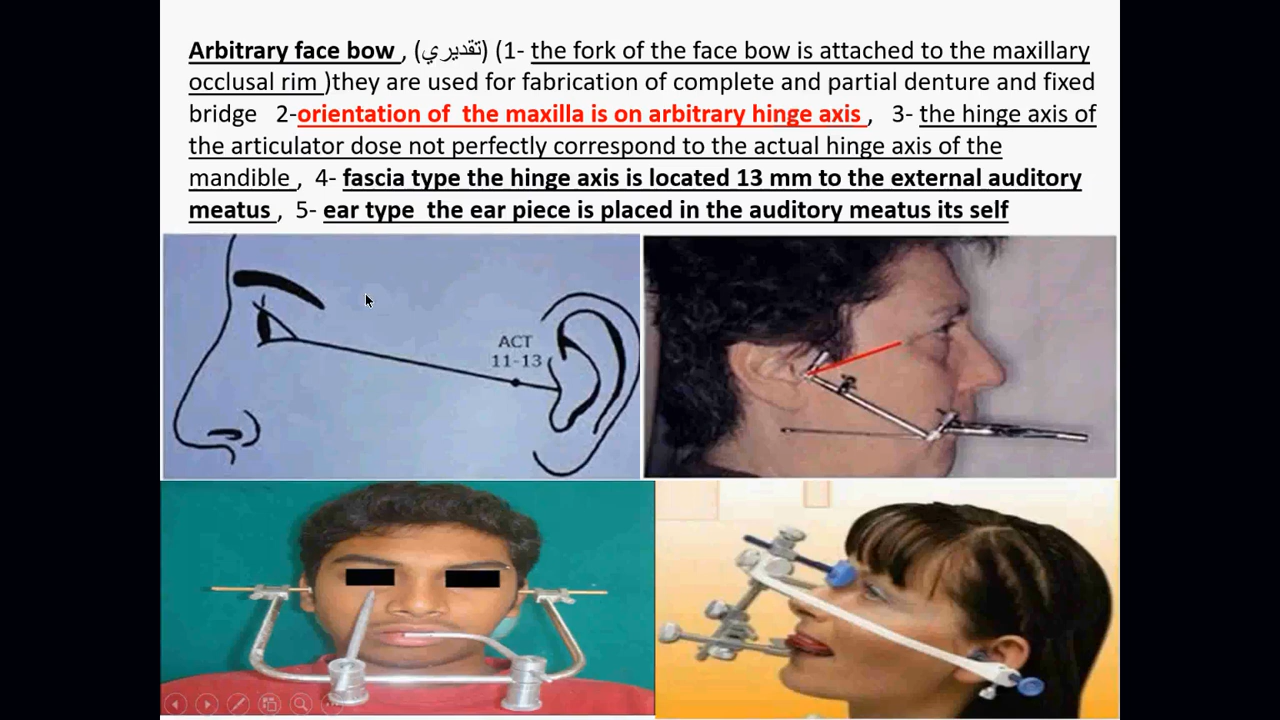 Arbitrary face bow , (تقديري) (1- the fork of the face bow is attached to the maxillary
occlusal rim )they are used for fabrication of complete and partial denture and fixed
bridge 2-orientation of the maxilla is on arbitrary hinge axis , 3- the hinge axis of
the articulator dose not perfectly correspond to the actual hinge axis of the
mandible , 4- fascia type the hinge axis is located 13 mm to the external auditory
meatus , 5- ear type the ear piece is placed in the auditory meatus its self
ACT
11-13